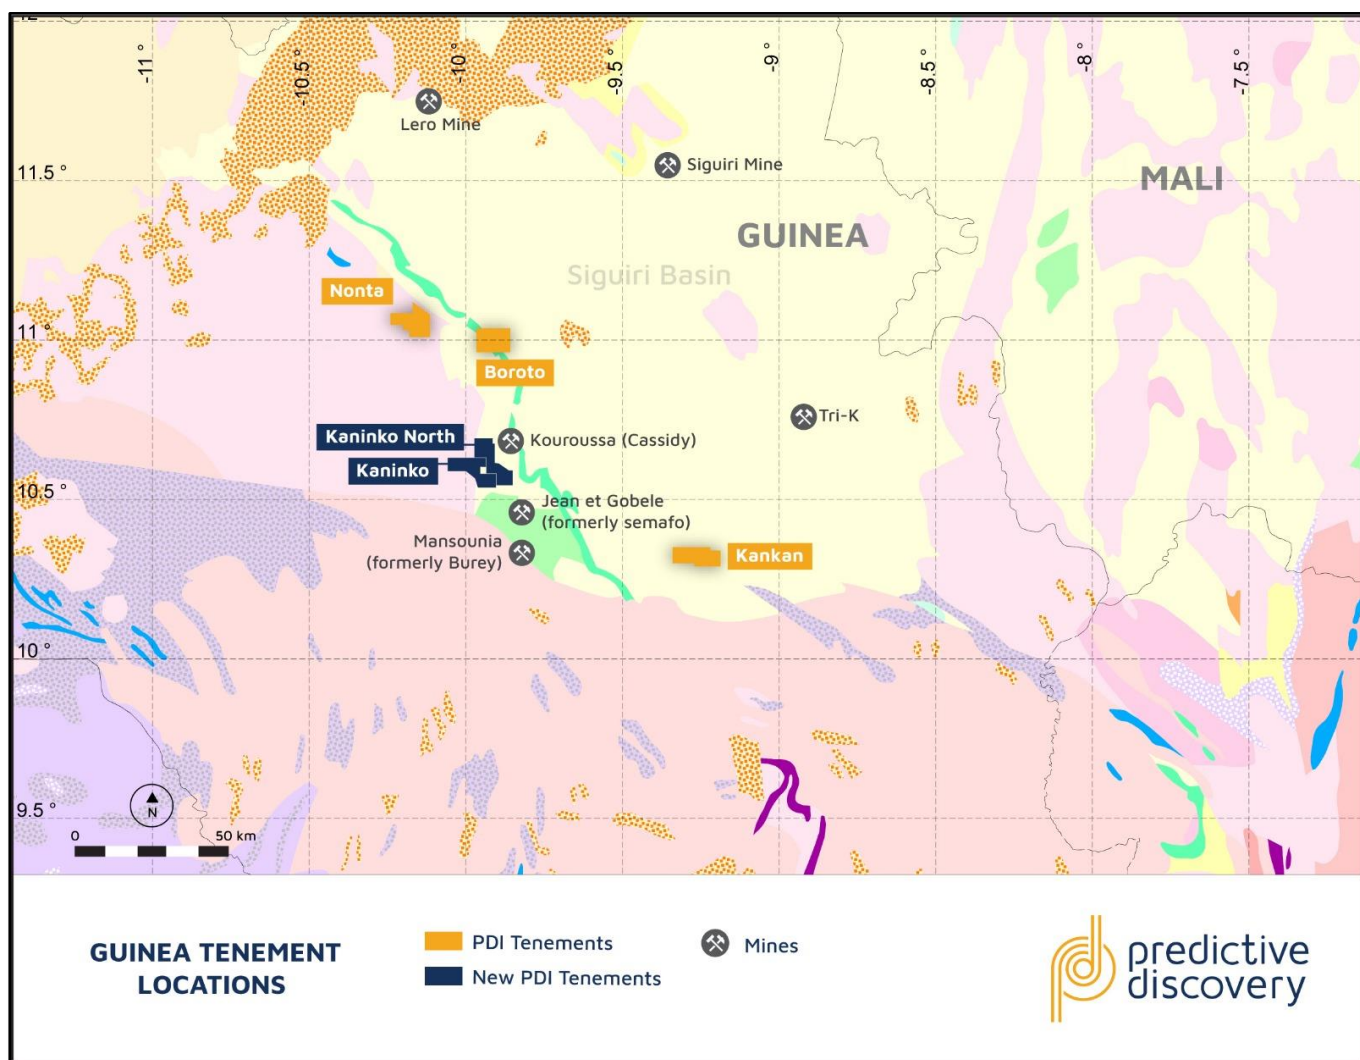 12
-11 °
-10.5 °
-10 °
-9.5 °
-9 °
-8.5 °
-8 °
-7.5 °
Lero Mine
Siguiri Mine
11.5 °
MALI
GUINEA
Siguiri Basin
Nonta
11 °
Boroto
Tri-K
Kaninko North
Kouroussa (Cassidy)
Kaninko
10.5 °
Jean et Gobele
(formerly semafo)
Mansounia
(formerly Burey)
Kankan
10 °
9.5 °
N
0
50 km
GUINEA TENEMENT
LOCATIONS
PDI Tenements
New PDI Tenements
Mines
predictive
discovery